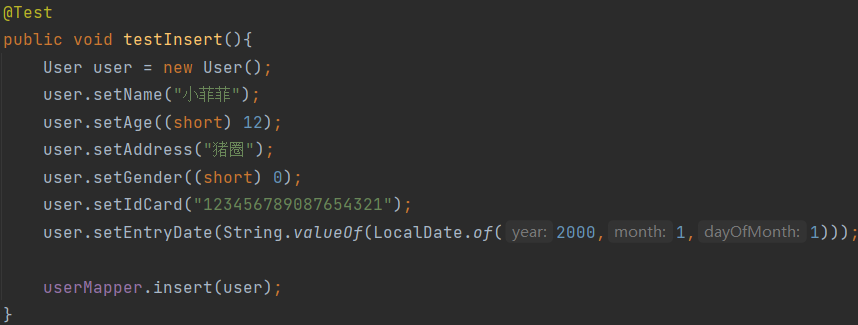 @Test
public void testInsert(){
    User user = new User();
    user.setName("小菲菲");
    user.setAge((short) 12);
    user.setAddress("猪圈");
    user.setGender((short) 0);
    user.setIdCard("123456789087654321");
    user.setEntryDate(String.valueOf(LocalDate.of( year: 2000, month: 1, dayOfMonth: 1)));
    userMapper.insert(user);
}